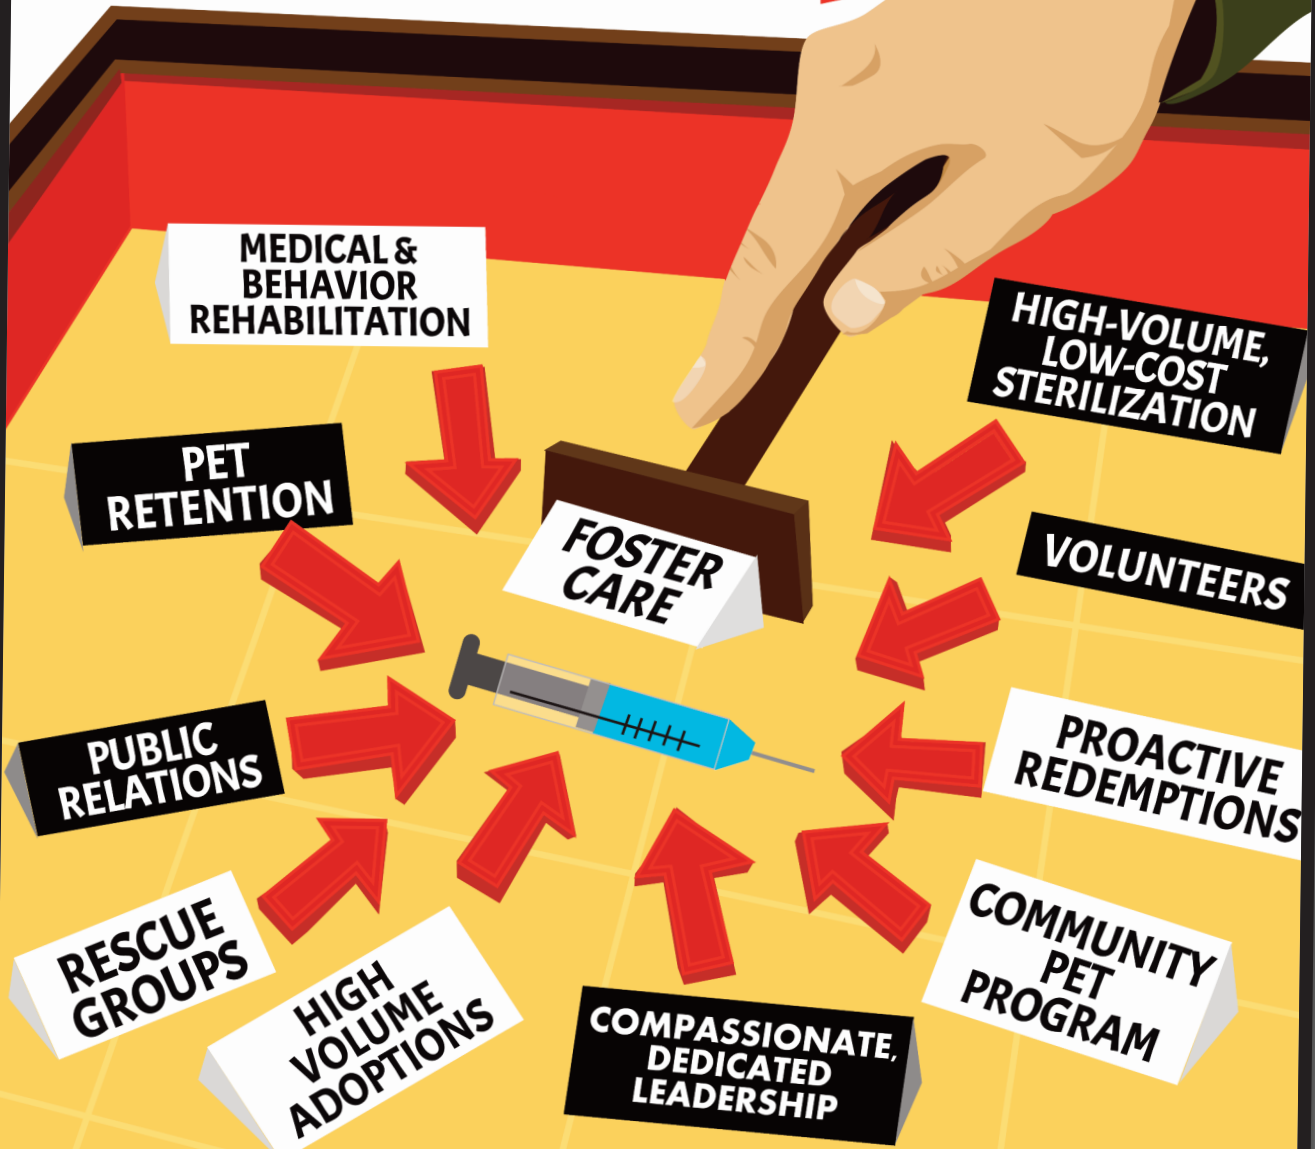 MEDICAL &
BEHAVIOR
REHABILITATION
HIGH-VOLUME,
LOW-COST
STERILIZATION
PET
RETENTION
FOSTER
CARE
VOLUNTEERS
PUBLIC
RELATIONS
PROACTIVE
REDEMPTIONS
RESCUE
GROUPS
HIGH
VOLUME
ADOPTIONS
COMPASSIONATE,
DEDICATED
LEADERSHIP
COMMUNITY
PET
PROGRAM